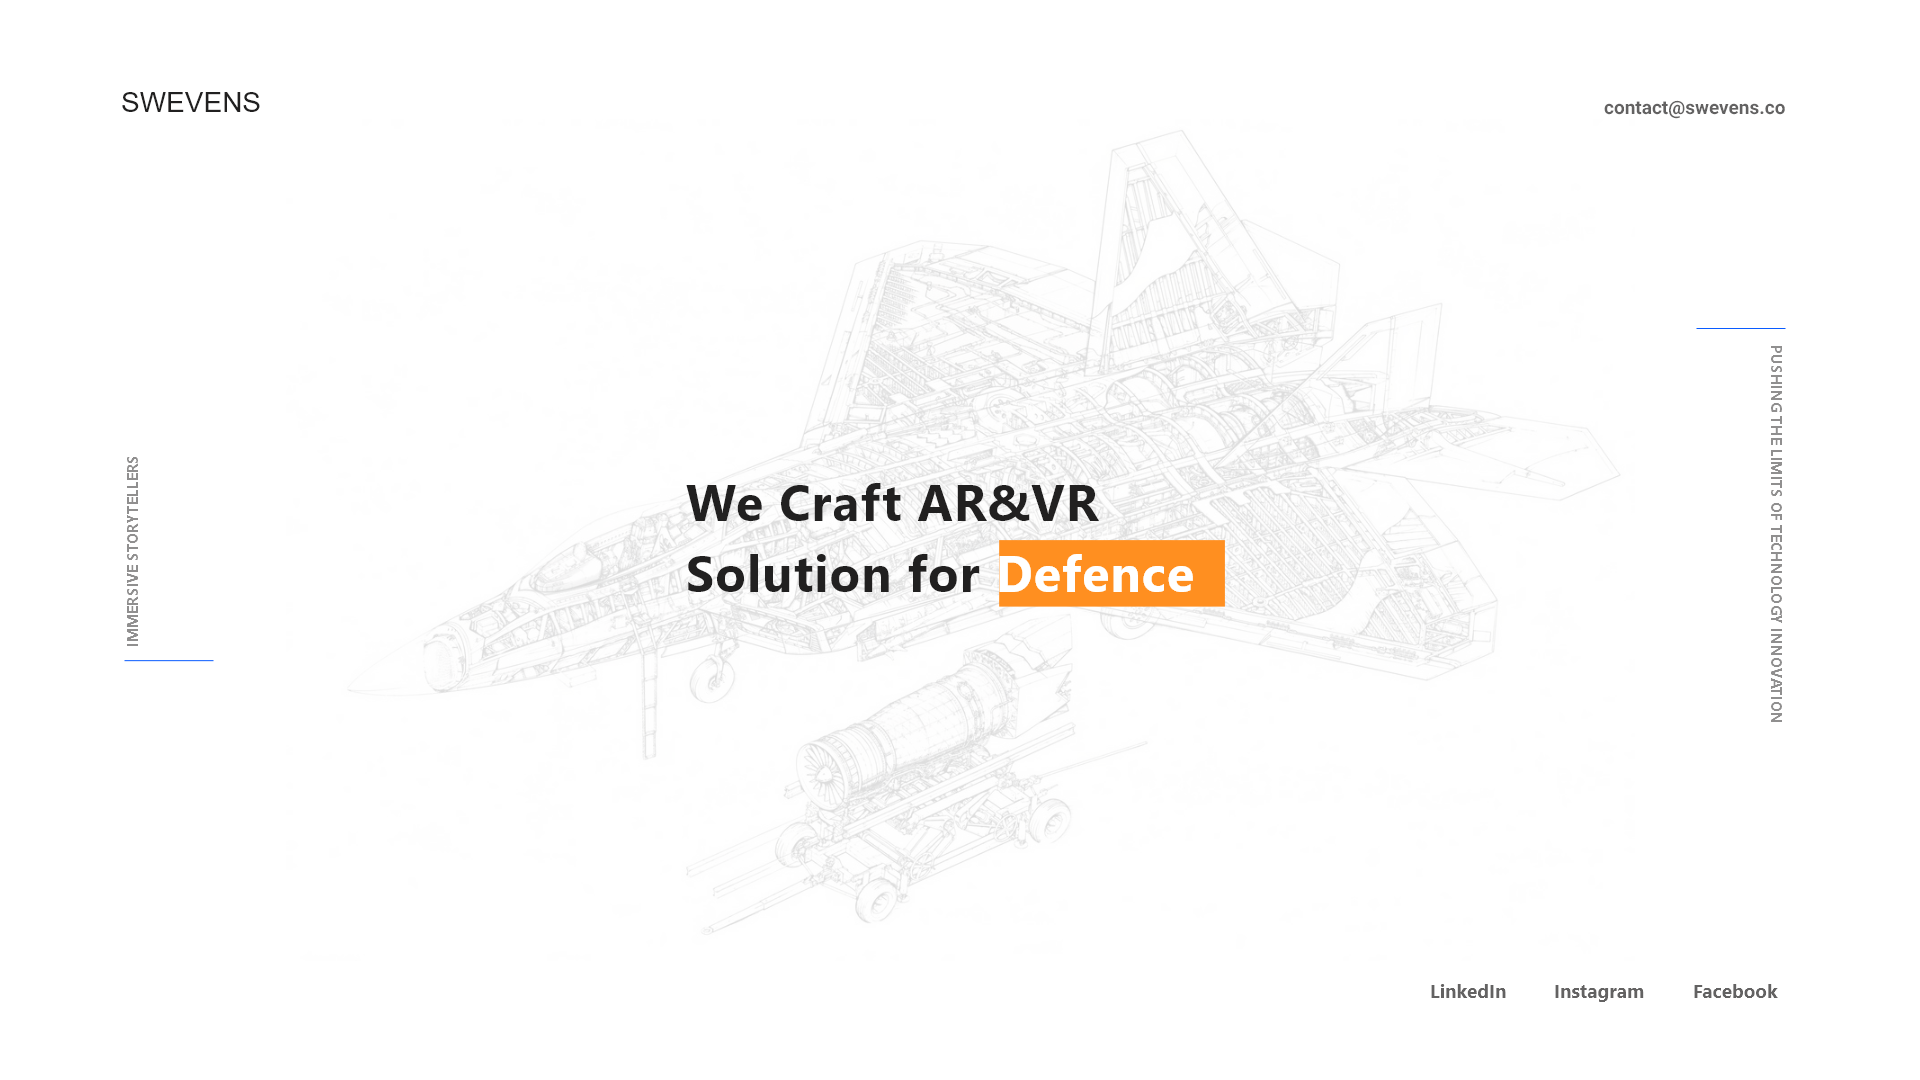 SWEVENS
contact@swevens.co
IMMERSIVE STORYTELLERS
We Craft AR&VR
Solution for Defence
PUSHING THE LIMITS OF TECHNOLOGY INNOVATION
LinkedIn Instagram Facebook